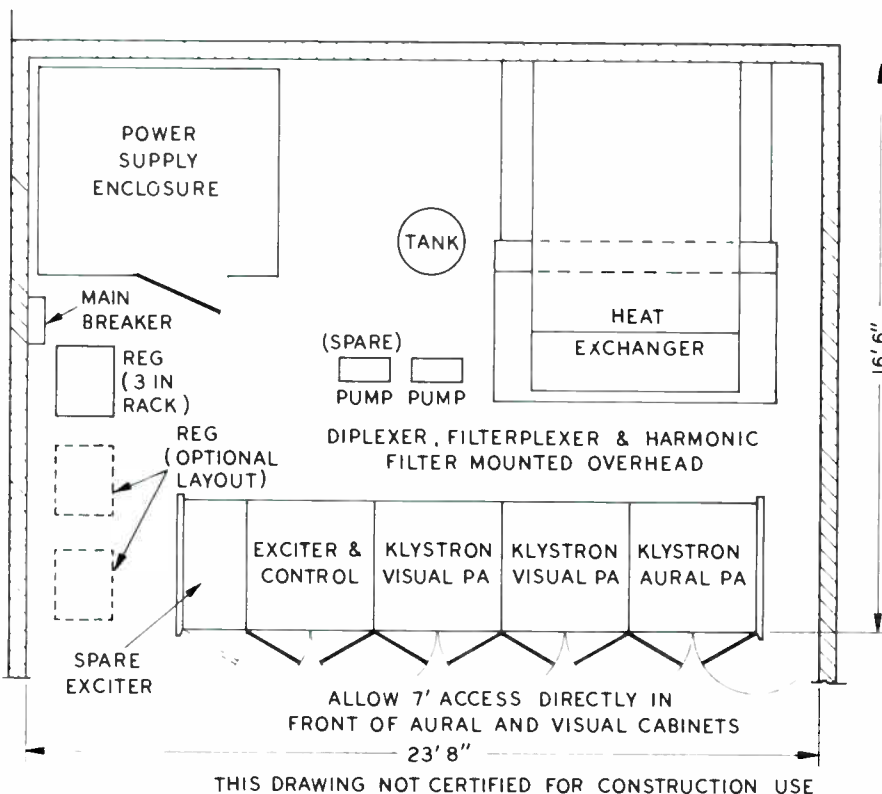 POWER
SUPPLY
ENCLOSURE
TANK
MAIN
BREAKER
HEAT
EXCHANGER
16'6"
(SPARE)
PUMP PUMP
REG
(3 IN
RACK)
REG
(OPTIONAL
LAYOUT)
DIPLEXER, FILTERPLEXER & HARMONIC
FILTER MOUNTED OVERHEAD
EXCITER &
CONTROL
KLYSTRON
VISUAL PA
KLYSTRON
VISUAL PA
KLYSTRON
AURAL PA
SPARE
EXCITER
ALLOW 7' ACCESS DIRECTLY IN
FRONT OF AURAL AND VISUAL CABINETS
23'8"
THIS DRAWING NOT CERTIFIED FOR CONSTRUCTION USE